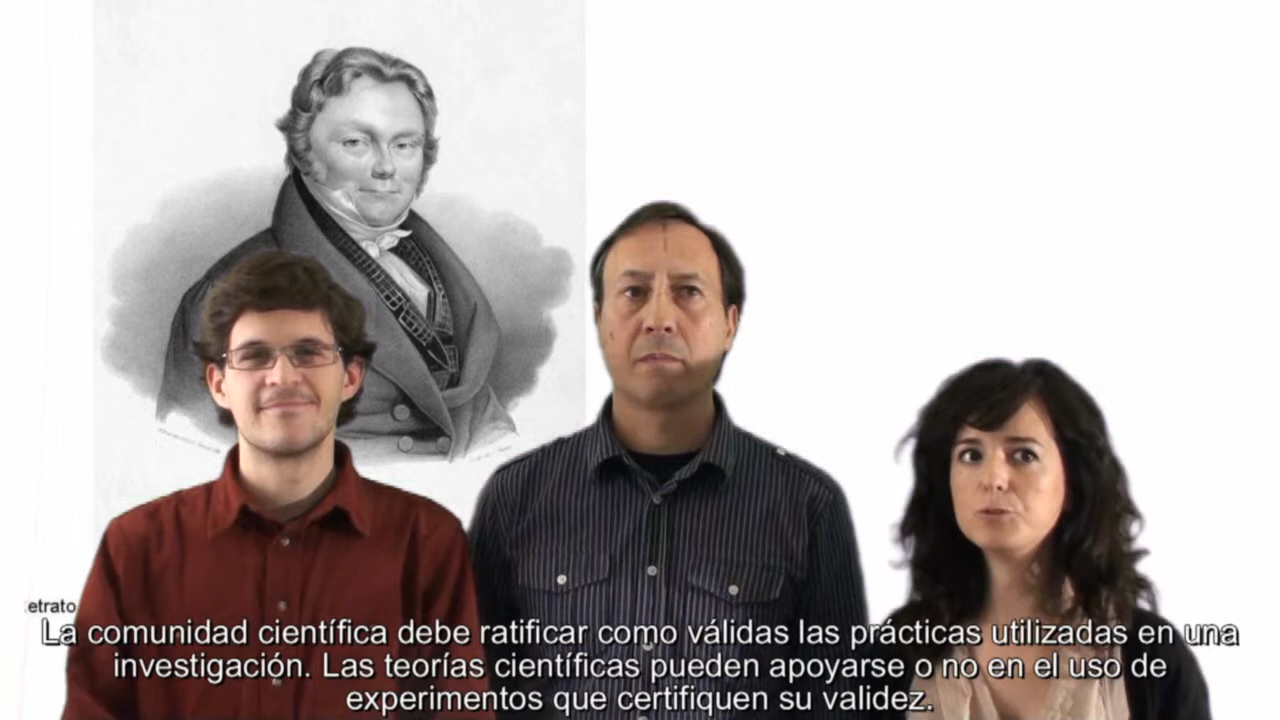 etrato
La comunidad científica debe ratificar como válidas las prácticas utilizadas en una
investigación. Las teorías científicas pueden apoyarse o no en el uso de
experimentos que certifiquen su validez.